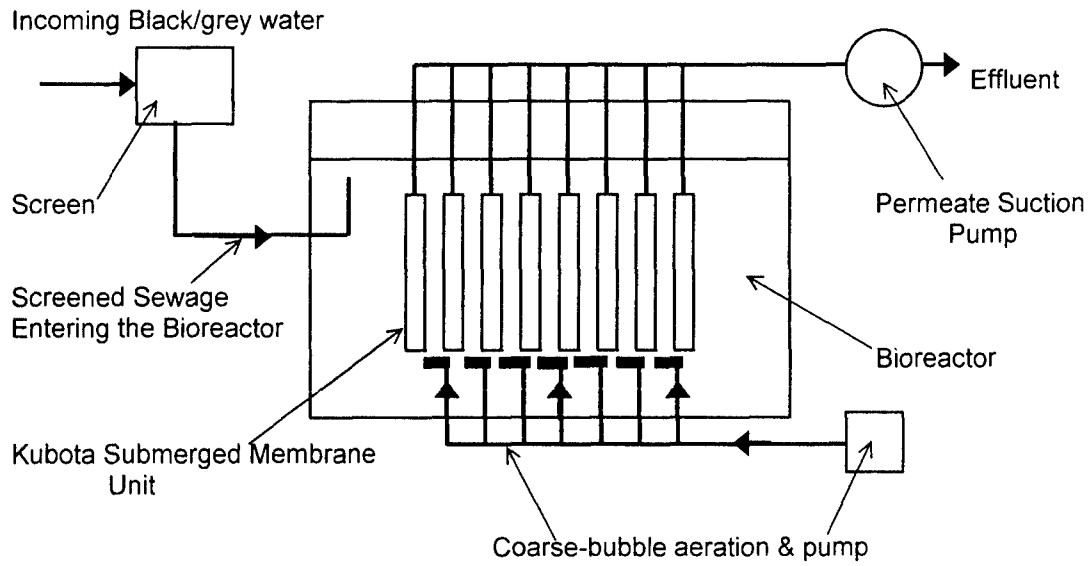 Incoming Black/grey water
Effluent
Screen
Permeate Suction
Pump
Screened Sewage
Entering the Bioreactor
Bioreactor
Kubota Submerged Membrane
Unit
Coarse-bubble aeration & pump